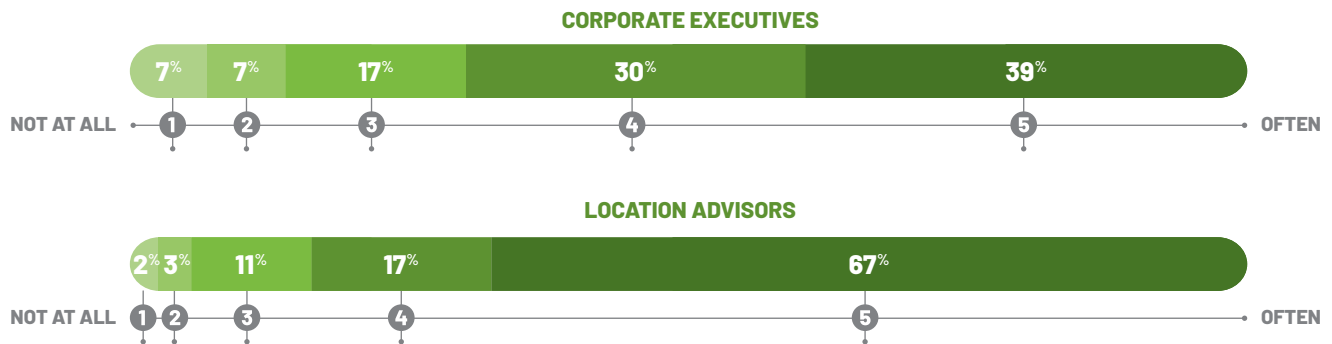 CORPORATE EXECUTIVES
7% 7% 17% 30% 39%
NOT AT ALL 1 2 3 4 5 OFTEN
LOCATION ADVISORS
2% 3% 11% 17% 67%
NOT AT ALL 1 2 3 4 5 OFTEN